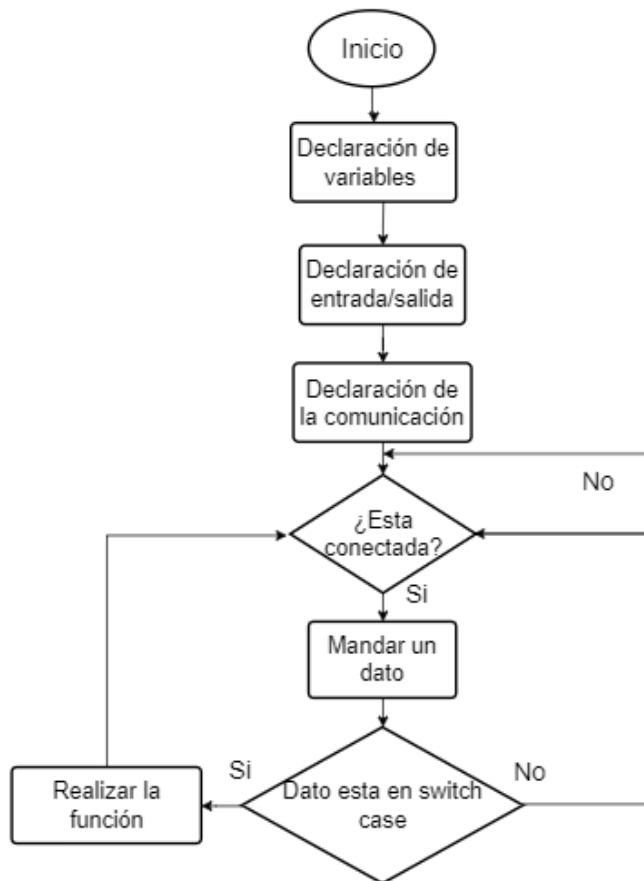 Inicio
Declaración de
variables
Declaración de
entrada/salida
Declaración de
la comunicación
No
¿Esta
conectada?
Si
Mandar un
dato
Si
No
Dato esta en switch
case
Realizar la
función